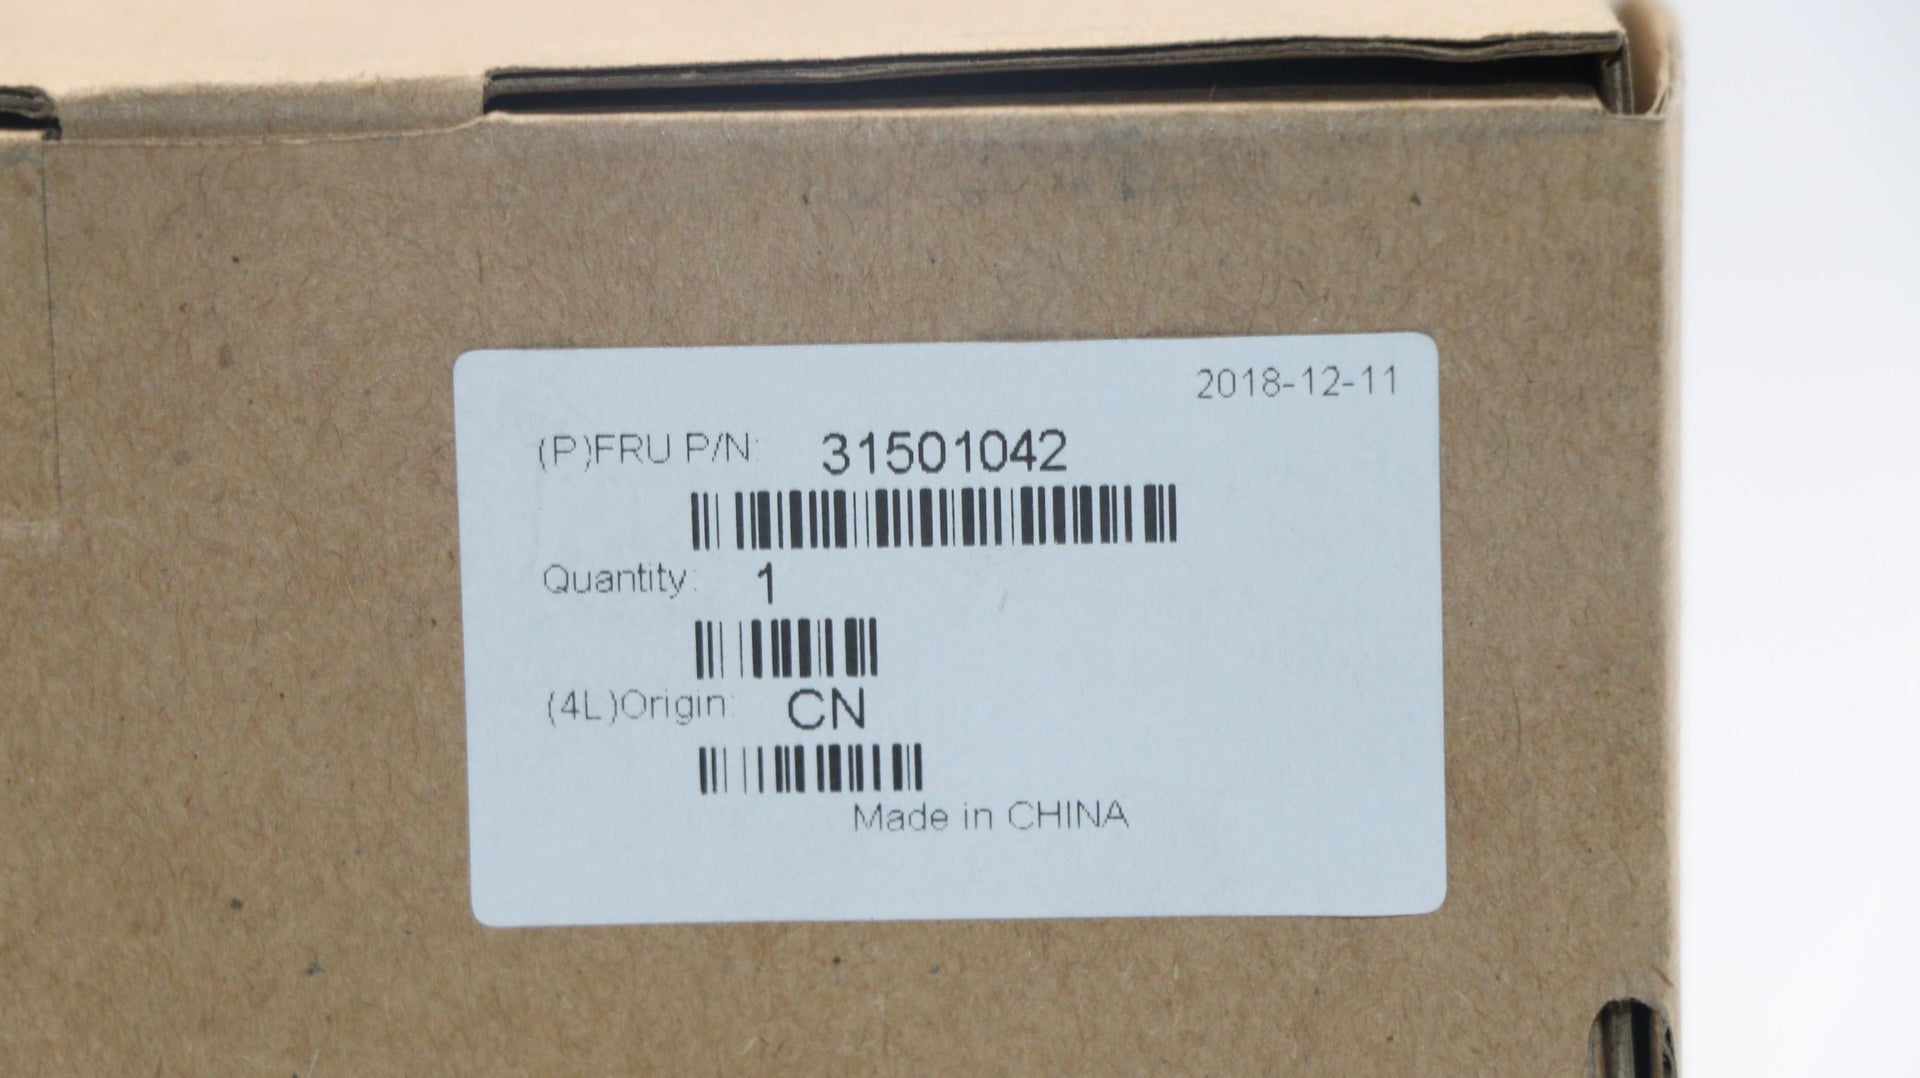 2018-12-11
(P)FRU P/N: 31501042
Quantity: 1
(4L)Origin: CN
Made in CHINA